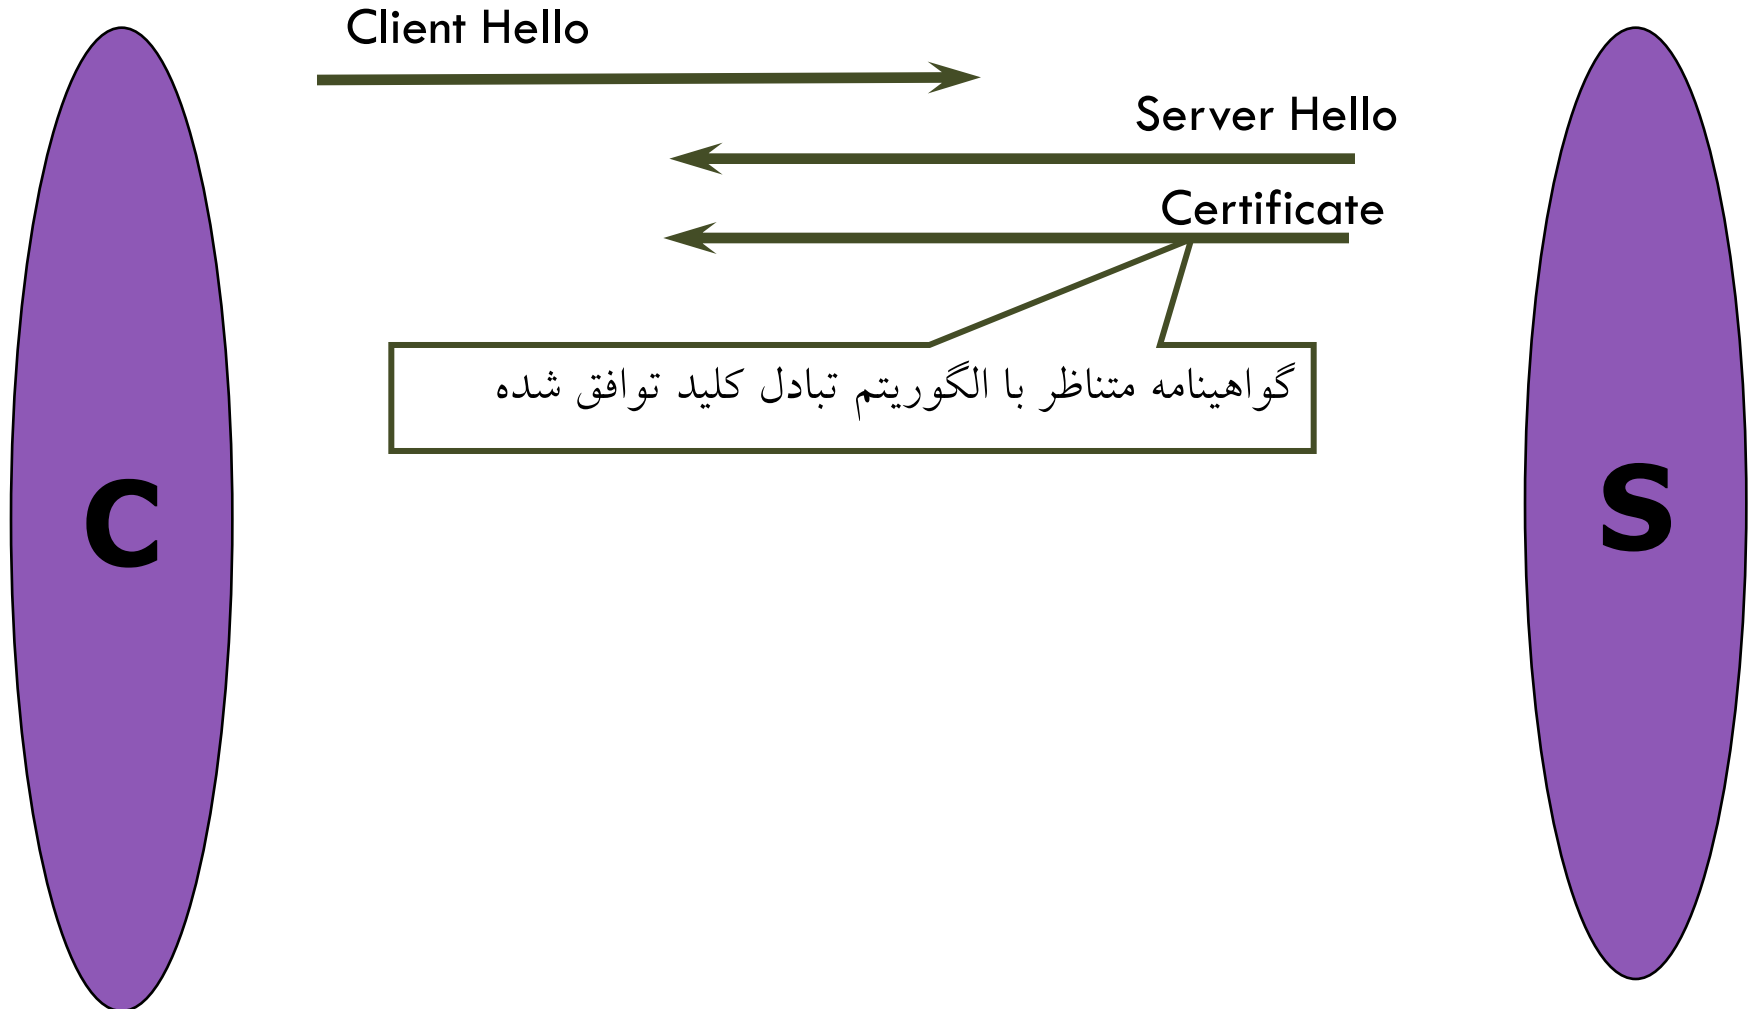 Client Hello
Server Hello
Certificate
گواهینامه متناظر با الگوریتم تبادل کلید توافق شده
C
S